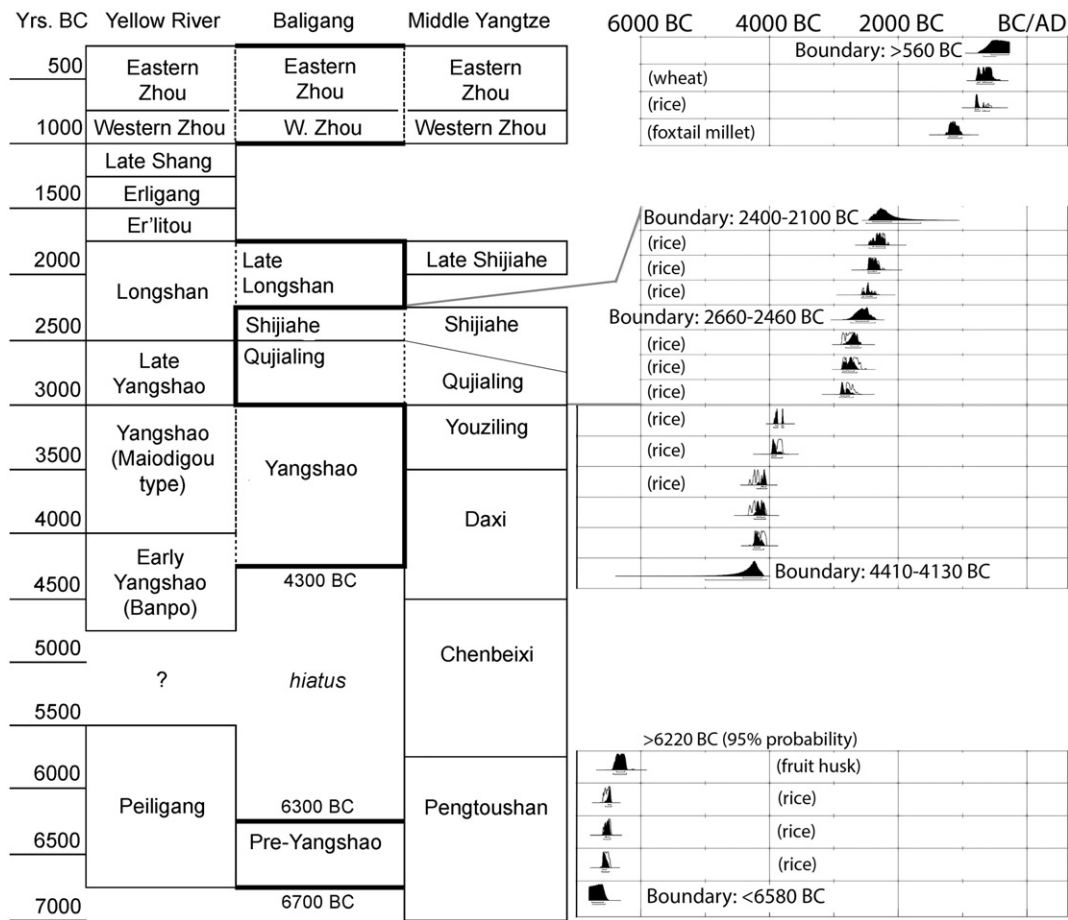 Yrs. BC Yellow River Baligang Middle Yangtze 6000 BC 4000 BC 2000 BC BC/AD
500
1000
1500
2000
2500
3000
3500
4000
4500
5000
5500
6000
6500
7000
Eastern
Zhou
Western Zhou
Late Shang
Erligang
Er'litou
Longshan
Late
Yangshao
Yangshao
(Maiodigou
type)
Early
Yangshao
(Banpo)
?
Peiligang
Eastern
Zhou
W. Zhou
Late
Longshan
Shijiahe
Qujialing
Yangshao
4300 BC
hiatus
6300 BC
Pre-Yangshao
6700 BC
Eastern
Zhou
Western Zhou
Late Shijiahe
Shijiahe
Qujialing
Youziling
Daxi
Chenbeixi
Pengtoushan
Boundary: >560 BC
(wheat)
(rice)
(foxtail millet)
Boundary: 2400-2100 BC
(rice)
(rice)
(rice)
Boundary: 2660-2460 BC
(rice)
(rice)
(rice)
(rice)
(rice)
(rice)
Boundary: 4410-4130 BC
>6220 BC (95% probability)
(fruit husk)
(rice)
(rice)
(rice)
Boundary: <6580 BC